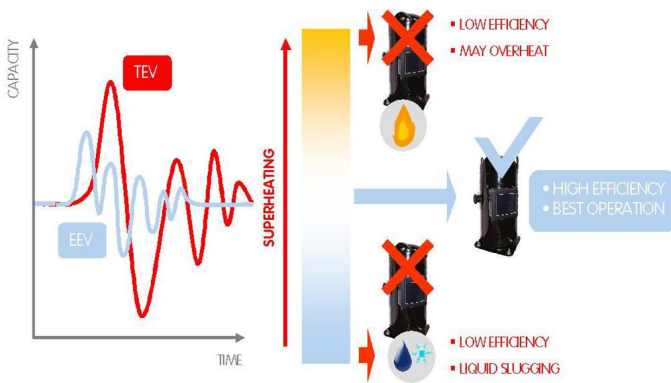 CAPACITY
TEV
EEV
TIME
SUPERHEATING
• LOW EFFICIENCY
• MAY OVERHEAT
• HIGH EFFICIENCY
• BEST OPERATION
• LOW EFFICIENCY
• LIQUID SLUGGING